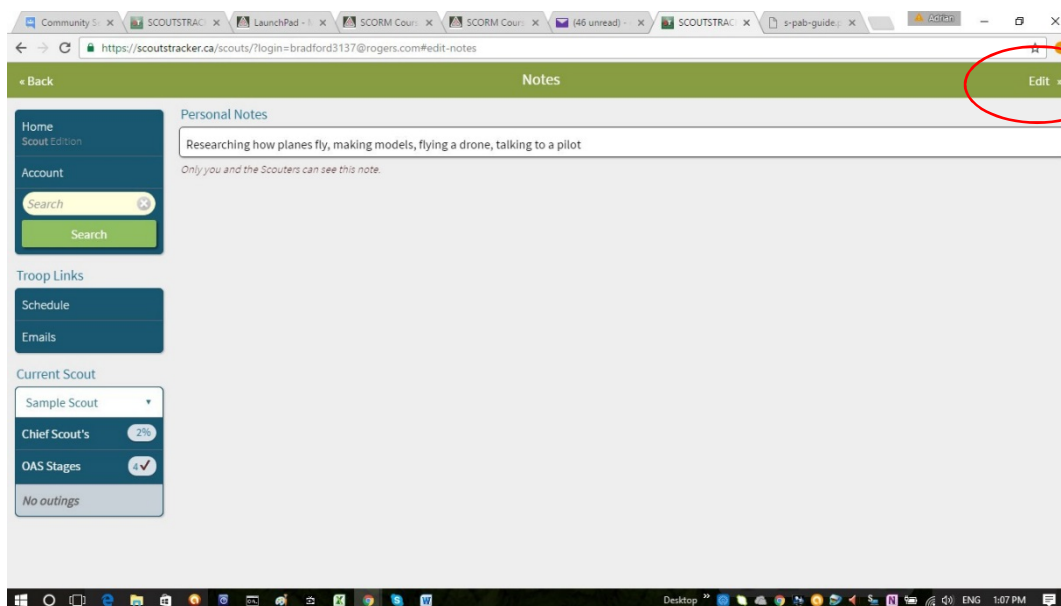 Community S × SCOUTSTRAC × LaunchPad - × SCORM Cours × SCORM Cours × (46 unread) - × SCOUTSTRAC × s-pab-guide.p × Adrian
https://scoutstracker.ca/scouts/?login=bradford3137@rogers.com#edit-notes
« Back Notes Edit »
Personal Notes
Home
Scout Edition
Researching how planes fly, making models, flying a drone, talking to a pilot
Only you and the Scouters can see this note.
Account
Search
Search
Troop Links
Schedule
Emails
Current Scout
Sample Scout
Chief Scout's 2%
OAS Stages 4✓
No outings
Desktop » ENG 1:07 PM